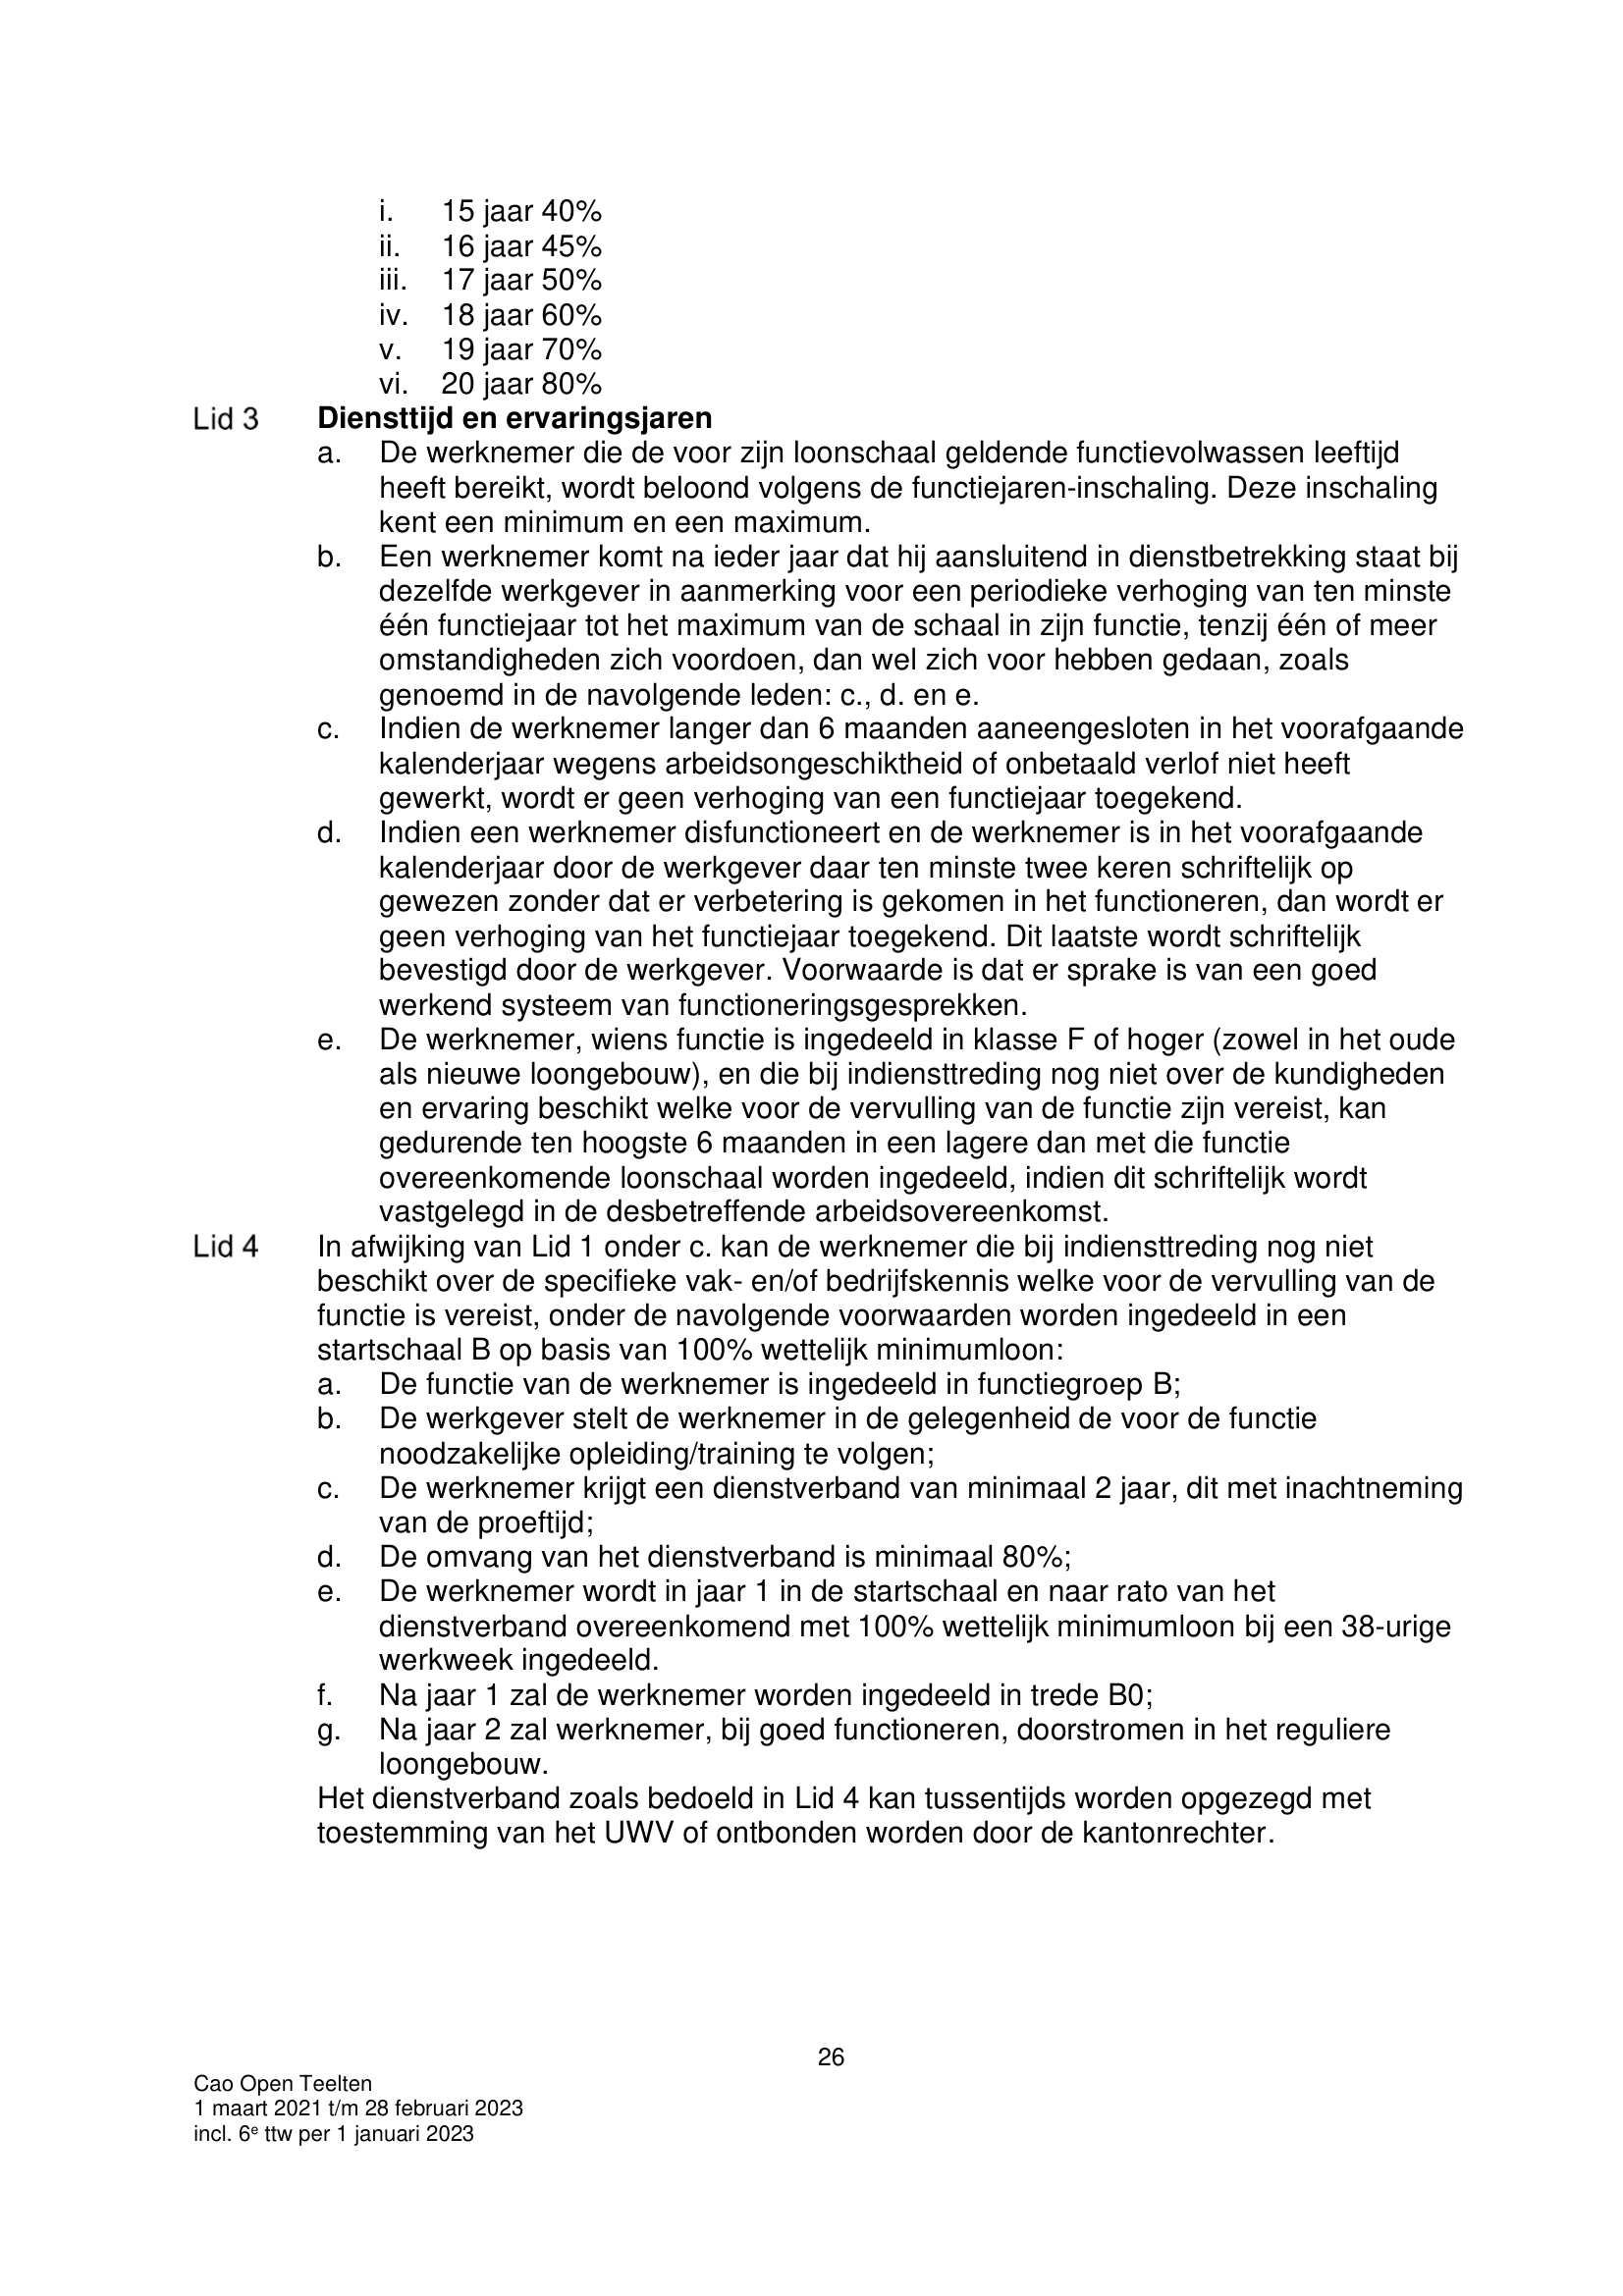 i. 15 jaar 40%
ii. 16 jaar 45%
iii. 17 jaar 50%
iv. 18 jaar 60%
v. 19 jaar 70%
vi. 20 jaar 80%
Lid 3 Diensttijd en ervaringsjaren
a. De werknemer die de voor zijn loonschaal geldende functievolwassen leeftijd
heeft bereikt, wordt beloond volgens de functiejaren-inschaling. Deze inschaling
kent een minimum en een maximum.
b. Een werknemer komt na ieder jaar dat hij aansluitend in dienstbetrekking staat bij
dezelfde werkgever in aanmerking voor een periodieke verhoging van ten minste
één functiejaar tot het maximum van de schaal in zijn functie, tenzij één of meer
omstandigheden zich voordoen, dan wel zich voor hebben gedaan, zoals
genoemd in de navolgende leden: c., d. en e.
c. Indien de werknemer langer dan 6 maanden aaneengesloten in het voorafgaande
kalenderjaar wegens arbeidsongeschiktheid of onbetaald verlof niet heeft
gewerkt, wordt er geen verhoging van een functiejaar toegekend.
d. Indien een werknemer disfunctioneert en de werknemer is in het voorafgaande
kalenderjaar door de werkgever daar ten minste twee keren schriftelijk op
gewezen zonder dat er verbetering is gekomen in het functioneren, dan wordt er
geen verhoging van het functiejaar toegekend. Dit laatste wordt schriftelijk
bevestigd door de werkgever. Voorwaarde is dat er sprake is van een goed
werkend systeem van functioneringsgesprekken.
e. De werknemer, wiens functie is ingedeeld in klasse F of hoger (zowel in het oude
als nieuwe loongebouw), en die bij indiensttreding nog niet over de kundigheden
en ervaring beschikt welke voor de vervulling van de functie zijn vereist, kan
gedurende ten hoogste 6 maanden in een lagere dan met die functie
overeenkomende loonschaal worden ingedeeld, indien dit schriftelijk wordt
vastgelegd in de desbetreffende arbeidsovereenkomst.
Lid 4 In afwijking van Lid 1 onder c. kan de werknemer die bij indiensttreding nog niet
beschikt over de specifieke vak- en/of bedrijfskennis welke voor de vervulling van de
functie is vereist, onder de navolgende voorwaarden worden ingedeeld in een
startschaal B op basis van 100% wettelijk minimumloon:
a. De functie van de werknemer is ingedeeld in functiegroep B;
b. De werkgever stelt de werknemer in de gelegenheid de voor de functie
noodzakelijke opleiding/training te volgen;
c. De werknemer krijgt een dienstverband van minimaal 2 jaar, dit met inachtneming
van de proeftijd;
d. De omvang van het dienstverband is minimaal 80%;
e. De werknemer wordt in jaar 1 in de startschaal en naar rato van het
dienstverband overeenkomend met 100% wettelijk minimumloon bij een 38-urige
werkweek ingedeeld.
f. Na jaar 1 zal de werknemer worden ingedeeld in trede B0;
g. Na jaar 2 zal werknemer, bij goed functioneren, doorstromen in het reguliere
loongebouw.
Het dienstverband zoals bedoeld in Lid 4 kan tussentijds worden opgezegd met
toestemming van het UWV of ontbonden worden door de kantonrechter.
26
Cao Open Teelten
1 maart 2021 t/m 28 februari 2023
incl. 6e ttw per 1 januari 2023